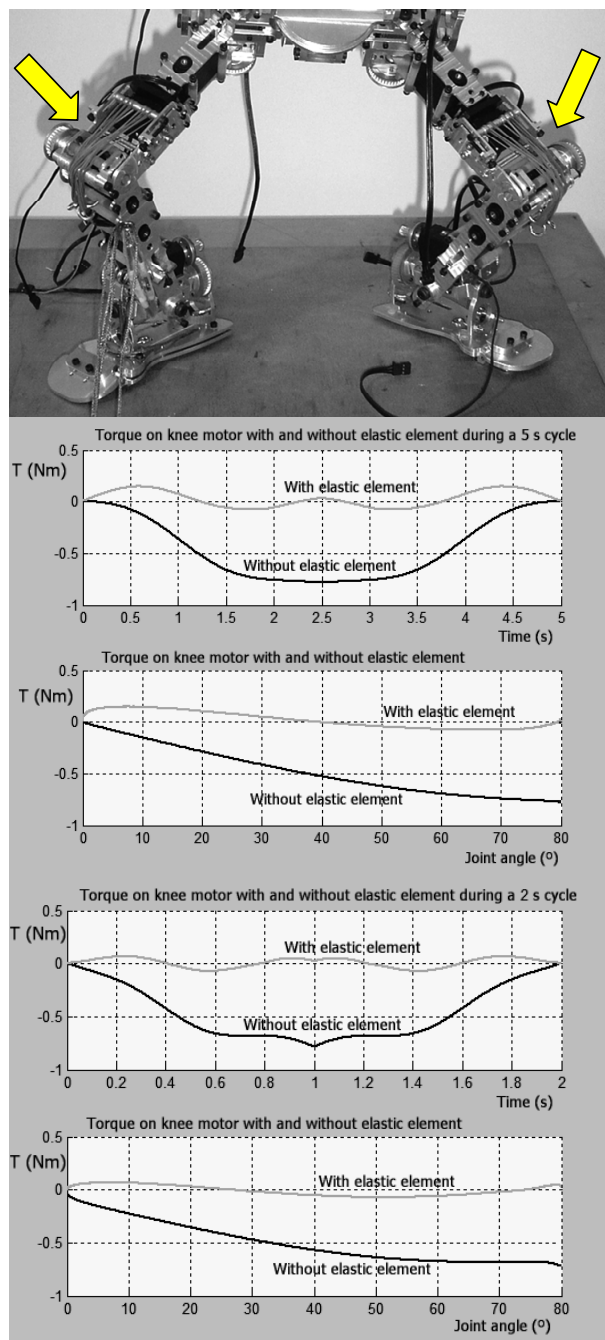 Torque on knee motor with and without elastic element during a 5 s cycle
0.5
T (Nm)
With elastic element
0
Without elastic element
-0.5
-1
0 0.5 1 1.5 2 2.5 3 3.5 4 4.5 5
Time (s)
Torque on knee motor with and without elastic element
0.5
T (Nm)
With elastic element
0
-0.5
Without elastic element
-1
0 10 20 30 40 50 60 70 80
Joint angle (º)
Torque on knee motor with and without elastic element during a 2 s cycle
0.5
T (Nm)
With elastic element
0
-0.5
Without elastic element
-1
0 0.2 0.4 0.6 0.8 1 1.2 1.4 1.6 1.8 2
Time (s)
Torque on knee motor with and without elastic element
0.5
T (Nm)
With elastic element
0
-0.5
Without elastic element
-1
0 10 20 30 40 50 60 70 80
Joint angle (º)